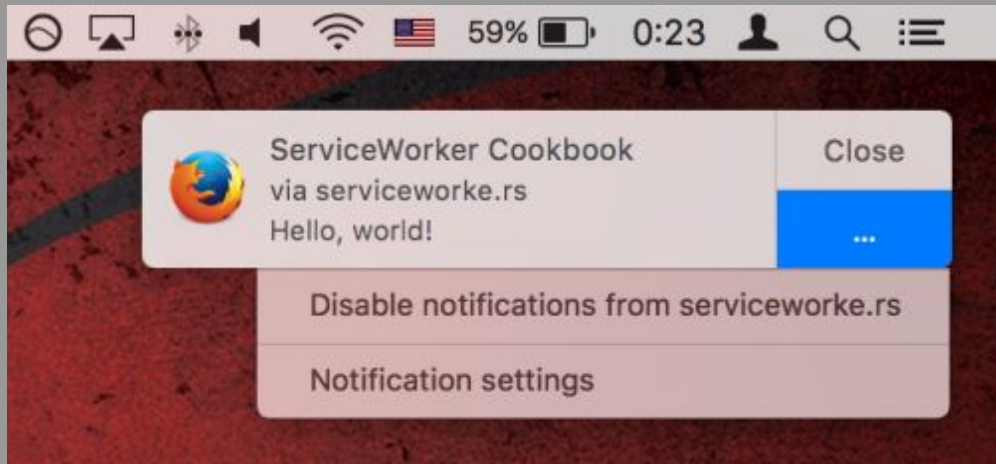 59% 0:23
ServiceWorker Cookbook
via serviceworke.rs
Hello, world!
Close
...
Disable notifications from serviceworke.rs
Notification settings